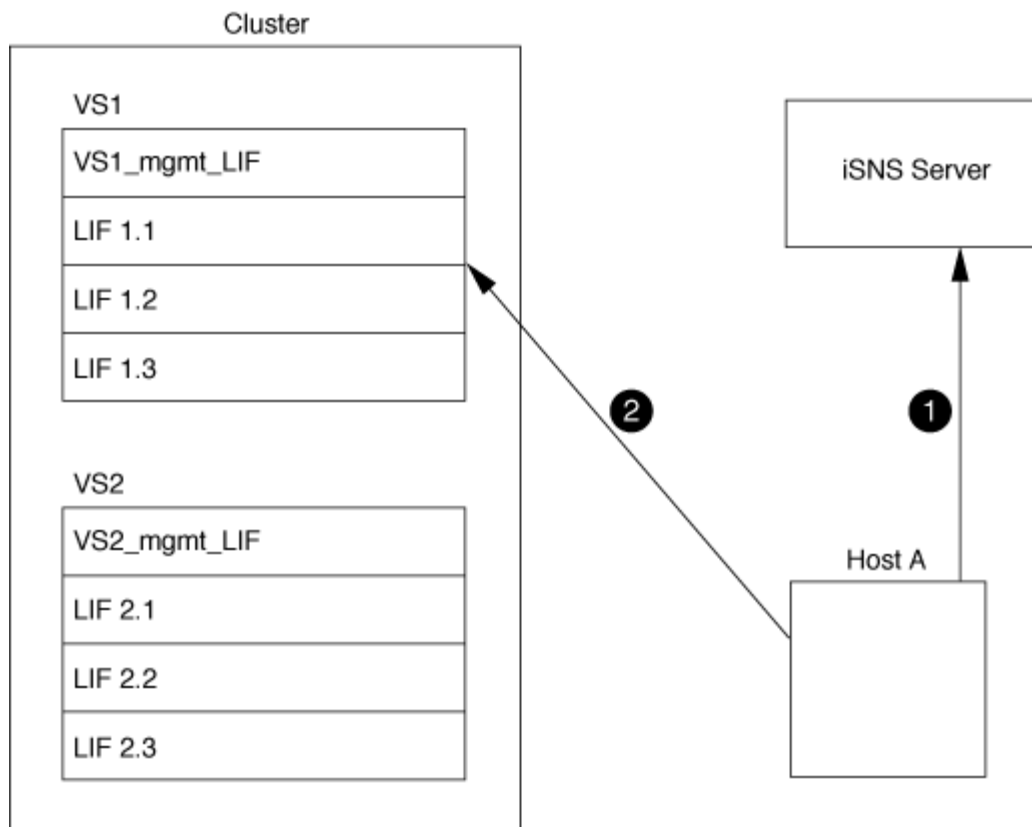 Cluster
VS1
VS1_mgmt_LIF
LIF 1.1
LIF 1.2
LIF 1.3
VS2
VS2_mgmt_LIF
LIF 2.1
LIF 2.2
LIF 2.3
iSNS Server
2
1
Host A